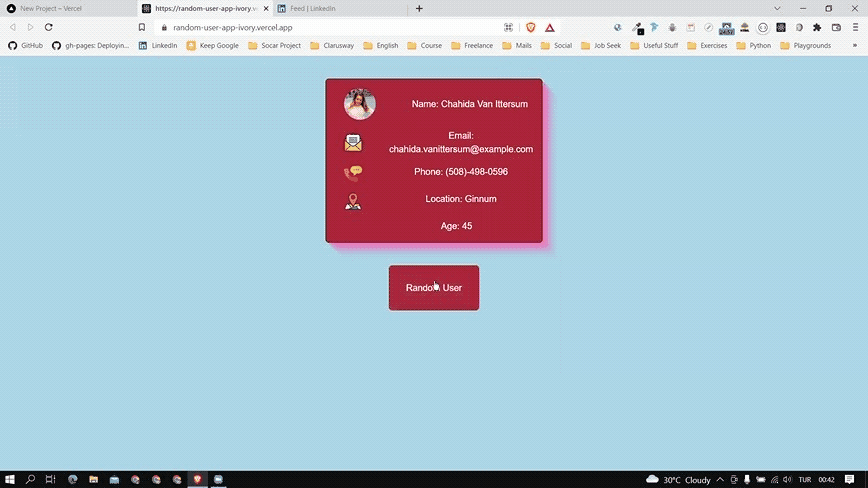 New Project – Vercel
https://random-user-app-ivory.ve
Feed | LinkedIn
random-user-app-ivory.vercel.app
GitHub
gh-pages: Deployin...
LinkedIn
Keep Google
Socar Project
Clarusway
English
Course
Freelance
Mails
Social
Job Seek
Useful Stuff
Exercises
Python
Playgrounds
»
Name: Chahida Van Ittersum
Email:
chahida.vanittersum@example.com
Phone: (508)-498-0596
Location: Ginnum
Age: 45
Random User
30°C Cloudy
TUR
00:42